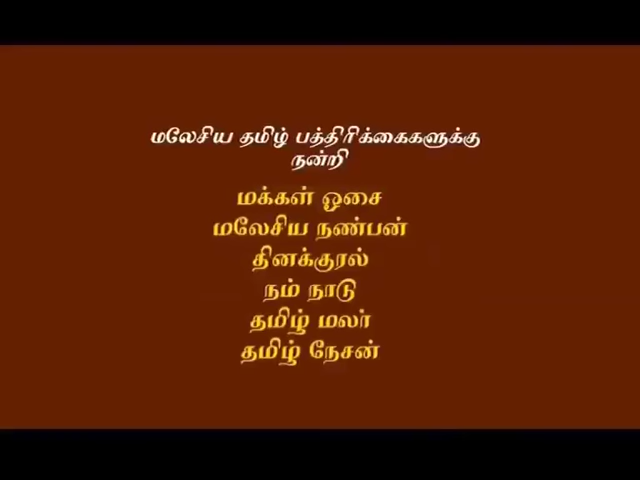 மலேசிய தமிழ் பத்திரிக்கைகளுக்கு
நன்றி
மக்கள் ஓசை
மலேசிய நண்பன்
தினக்குரல்
நம் நாடு
தமிழ் மலர்
தமிழ் நேசன்